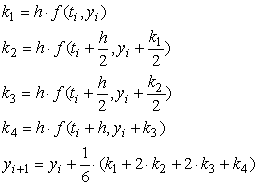 k₁ = h· f(tᵢ, yᵢ)
k₂ = h· f(tᵢ + h/2, yᵢ + k₁/2)
k₃ = h· f(tᵢ + h/2, yᵢ + k₂/2)
k₄ = h· f(tᵢ + h, yᵢ + k₃)
yᵢ₊₁ = yᵢ + 1/6 · (k₁ + 2· k₂ + 2· k₃ + k₄)